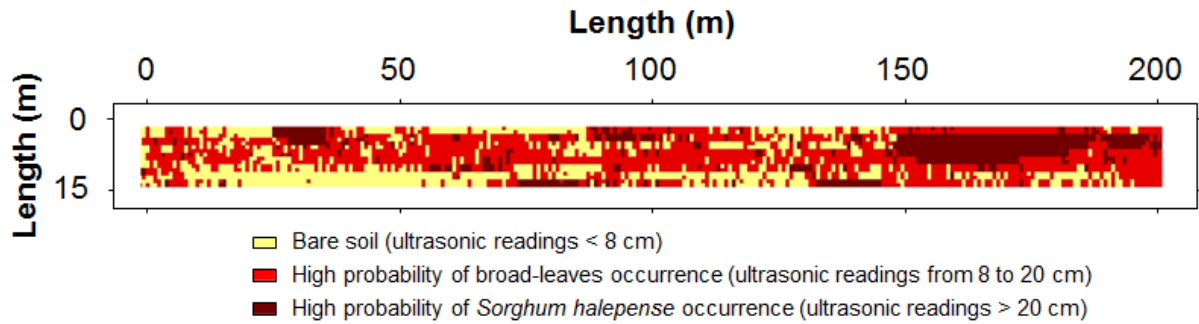 Length (m)
0 50 100 150 200
Length (m)
0
15
Bare soil (ultrasonic readings < 8 cm)
High probability of broad-leaves occurrence (ultrasonic readings from 8 to 20 cm)
High probability of Sorghum halepense occurrence (ultrasonic readings > 20 cm)